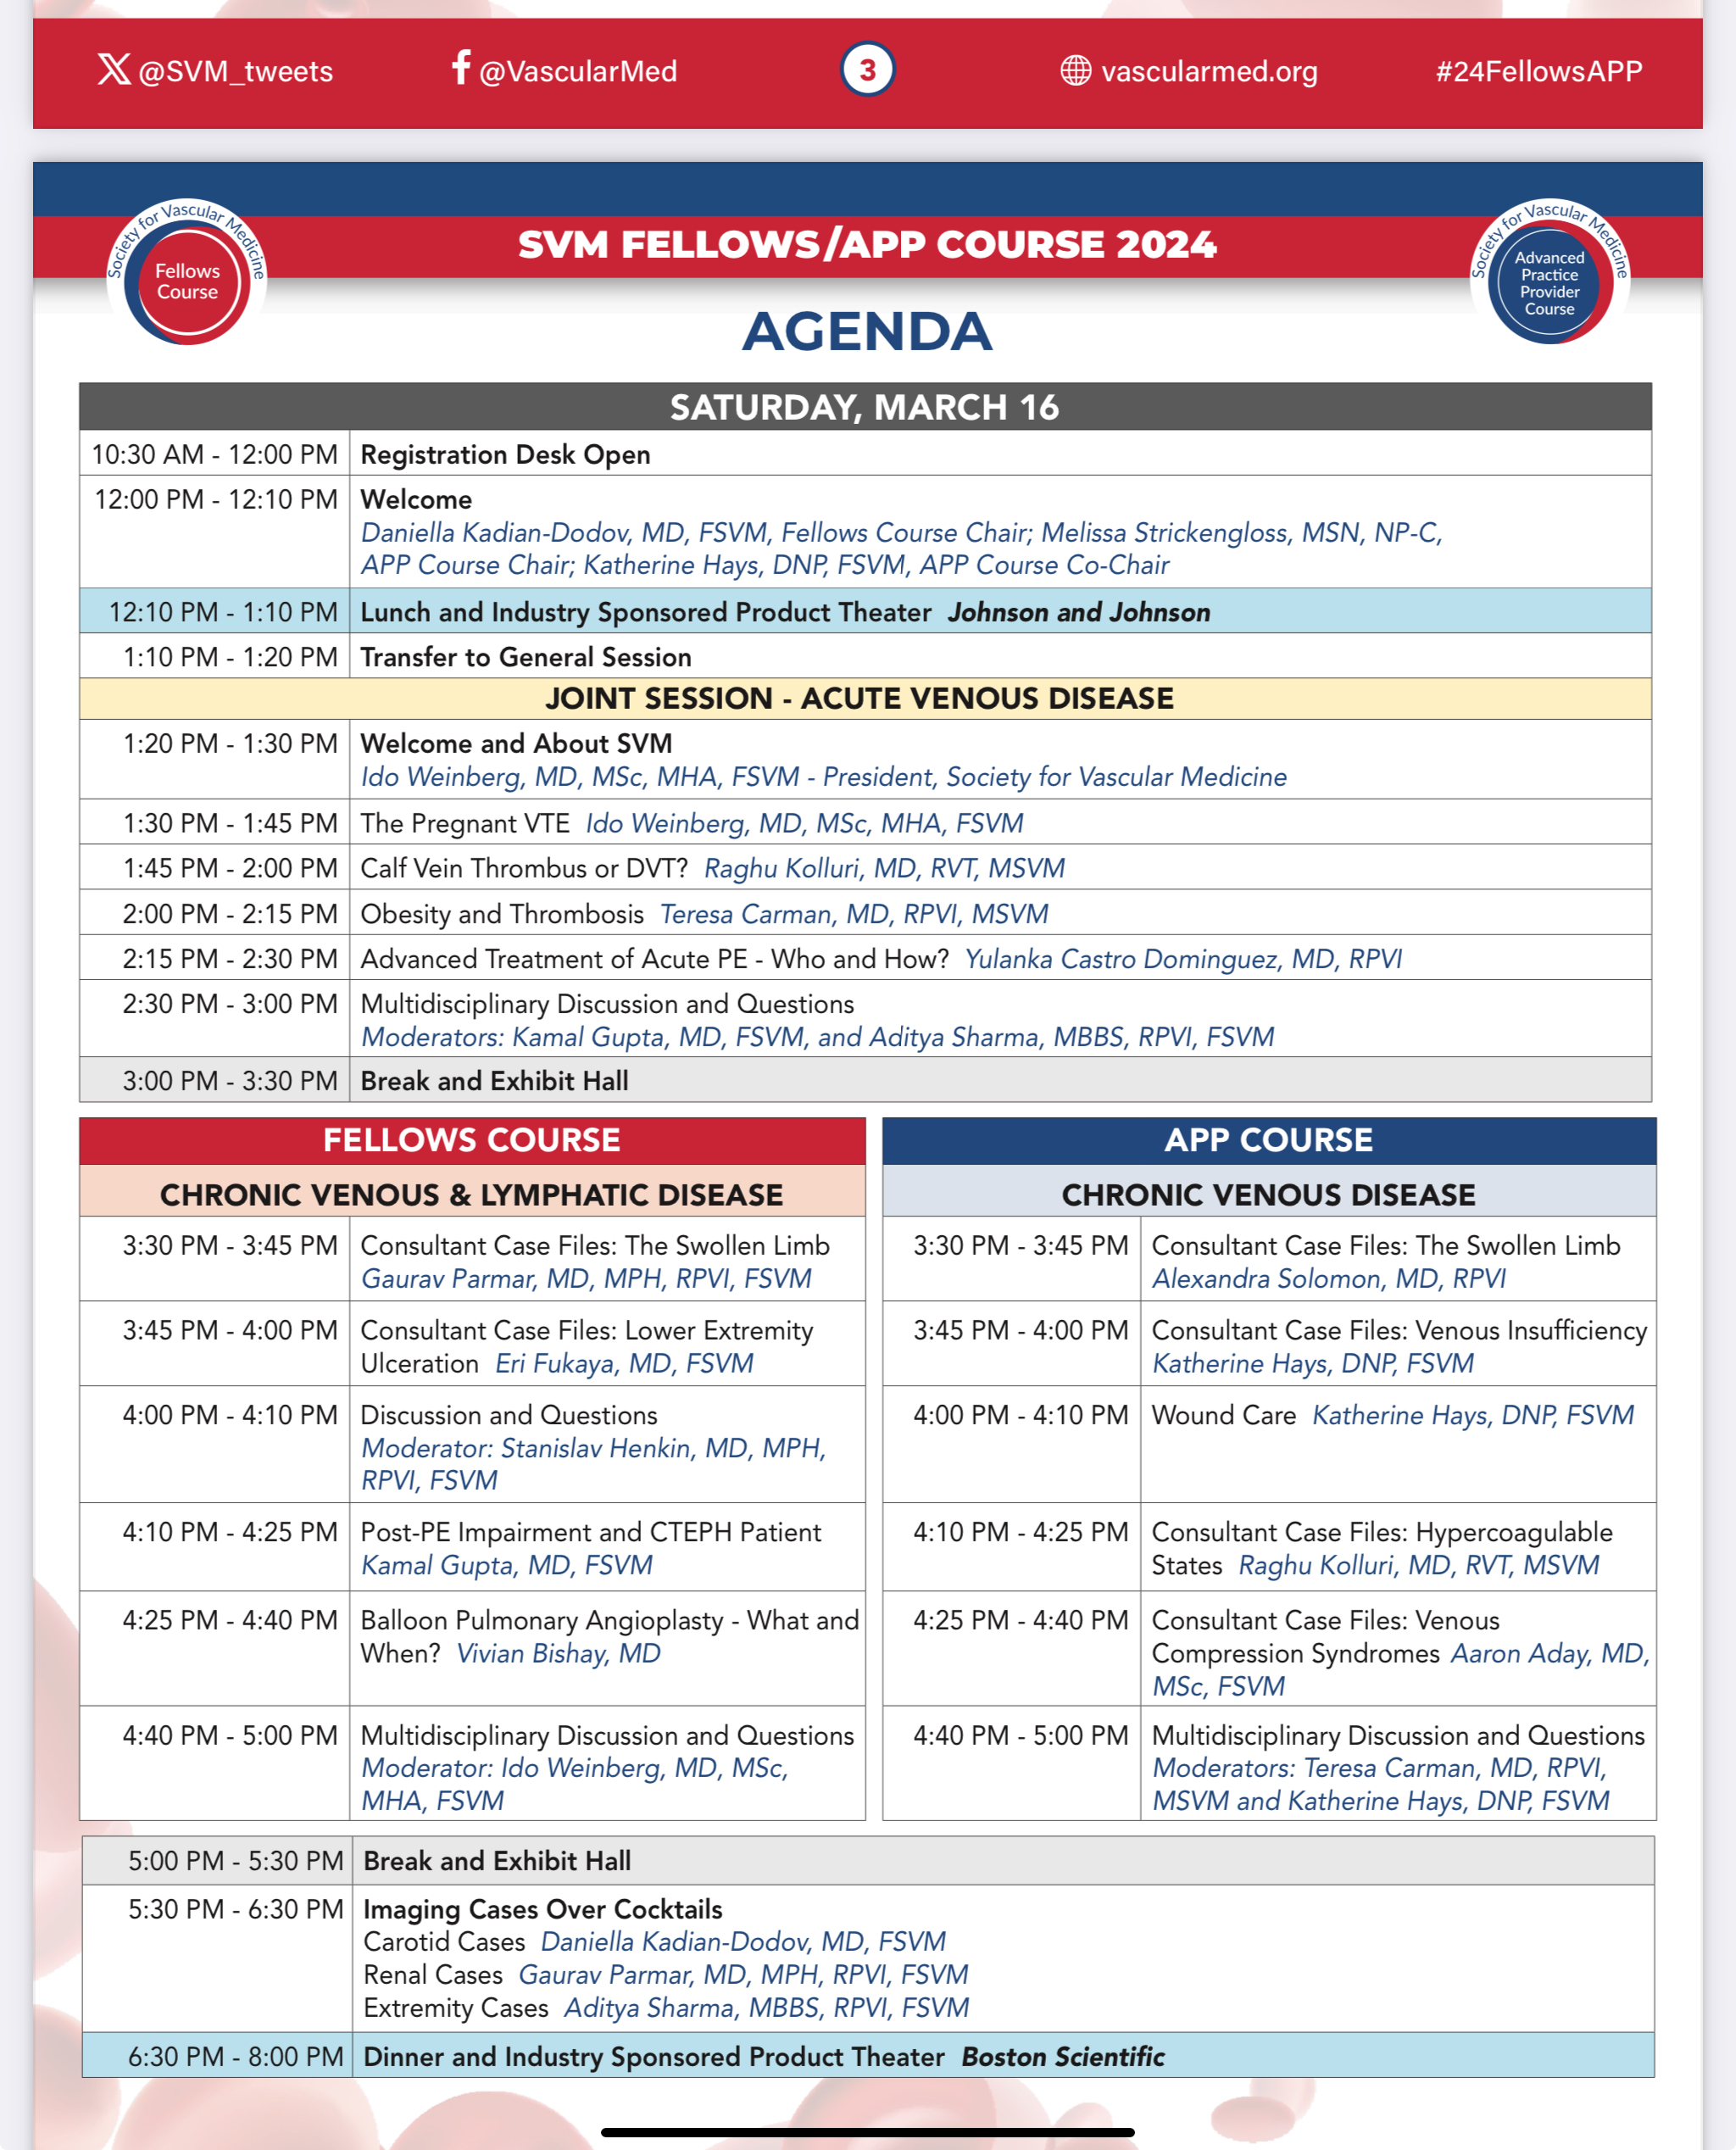 @SVM_tweets
@VascularMed
3
vascularmed.org
#24FellowsAPP
Society for Vascular Medicine
Fellows
Course
SVM FELLOWS/APP COURSE 2024
Society for Vascular Medicine
Advanced
Practice
Provider
Course
AGENDA
SATURDAY, MARCH 16
10:30 AM - 12:00 PM Registration Desk Open
12:00 PM - 12:10 PM Welcome
Daniella Kadian-Dodov, MD, FSVM, Fellows Course Chair; Melissa Strickengloss, MSN, NP-C,
APP Course Chair; Katherine Hays, DNP, FSVM, APP Course Co-Chair
12:10 PM - 1:10 PM Lunch and Industry Sponsored Product Theater Johnson and Johnson
1:10 PM - 1:20 PM Transfer to General Session
JOINT SESSION - ACUTE VENOUS DISEASE
1:20 PM - 1:30 PM Welcome and About SVM
Ido Weinberg, MD, MSc, MHA, FSVM - President, Society for Vascular Medicine
1:30 PM - 1:45 PM The Pregnant VTE Ido Weinberg, MD, MSc, MHA, FSVM
1:45 PM - 2:00 PM Calf Vein Thrombus or DVT? Raghu Kolluri, MD, RVT, MSVM
2:00 PM - 2:15 PM Obesity and Thrombosis Teresa Carman, MD, RPVI, MSVM
2:15 PM - 2:30 PM Advanced Treatment of Acute PE - Who and How? Yulanka Castro Dominguez, MD, RPVI
2:30 PM - 3:00 PM Multidisciplinary Discussion and Questions
Moderators: Kamal Gupta, MD, FSVM, and Aditya Sharma, MBBS, RPVI, FSVM
3:00 PM - 3:30 PM Break and Exhibit Hall
FELLOWS COURSE
CHRONIC VENOUS & LYMPHATIC DISEASE
3:30 PM - 3:45 PM Consultant Case Files: The Swollen Limb
Gaurav Parmar, MD, MPH, RPVI, FSVM
3:45 PM - 4:00 PM Consultant Case Files: Lower Extremity
Ulceration Eri Fukaya, MD, FSVM
4:00 PM - 4:10 PM Discussion and Questions
Moderator: Stanislav Henkin, MD, MPH,
RPVI, FSVM
4:10 PM - 4:25 PM Post-PE Impairment and CTEPH Patient
Kamal Gupta, MD, FSVM
4:25 PM - 4:40 PM Balloon Pulmonary Angioplasty - What and
When? Vivian Bishay, MD
4:40 PM - 5:00 PM Multidisciplinary Discussion and Questions
Moderator: Ido Weinberg, MD, MSc,
MHA, FSVM
APP COURSE
CHRONIC VENOUS DISEASE
3:30 PM - 3:45 PM Consultant Case Files: The Swollen Limb
Alexandra Solomon, MD, RPVI
3:45 PM - 4:00 PM Consultant Case Files: Venous Insufficiency
Katherine Hays, DNP, FSVM
4:00 PM - 4:10 PM Wound Care Katherine Hays, DNP, FSVM
4:10 PM - 4:25 PM Consultant Case Files: Hypercoagulable
States Raghu Kolluri, MD, RVT, MSVM
4:25 PM - 4:40 PM Consultant Case Files: Venous
Compression Syndromes Aaron Aday, MD,
MSc, FSVM
4:40 PM - 5:00 PM Multidisciplinary Discussion and Questions
Moderators: Teresa Carman, MD, RPVI,
MSVM and Katherine Hays, DNP, FSVM
5:00 PM - 5:30 PM Break and Exhibit Hall
5:30 PM - 6:30 PM Imaging Cases Over Cocktails
Carotid Cases Daniella Kadian-Dodov, MD, FSVM
Renal Cases Gaurav Parmar, MD, MPH, RPVI, FSVM
Extremity Cases Aditya Sharma, MBBS, RPVI, FSVM
6:30 PM - 8:00 PM Dinner and Industry Sponsored Product Theater Boston Scientific